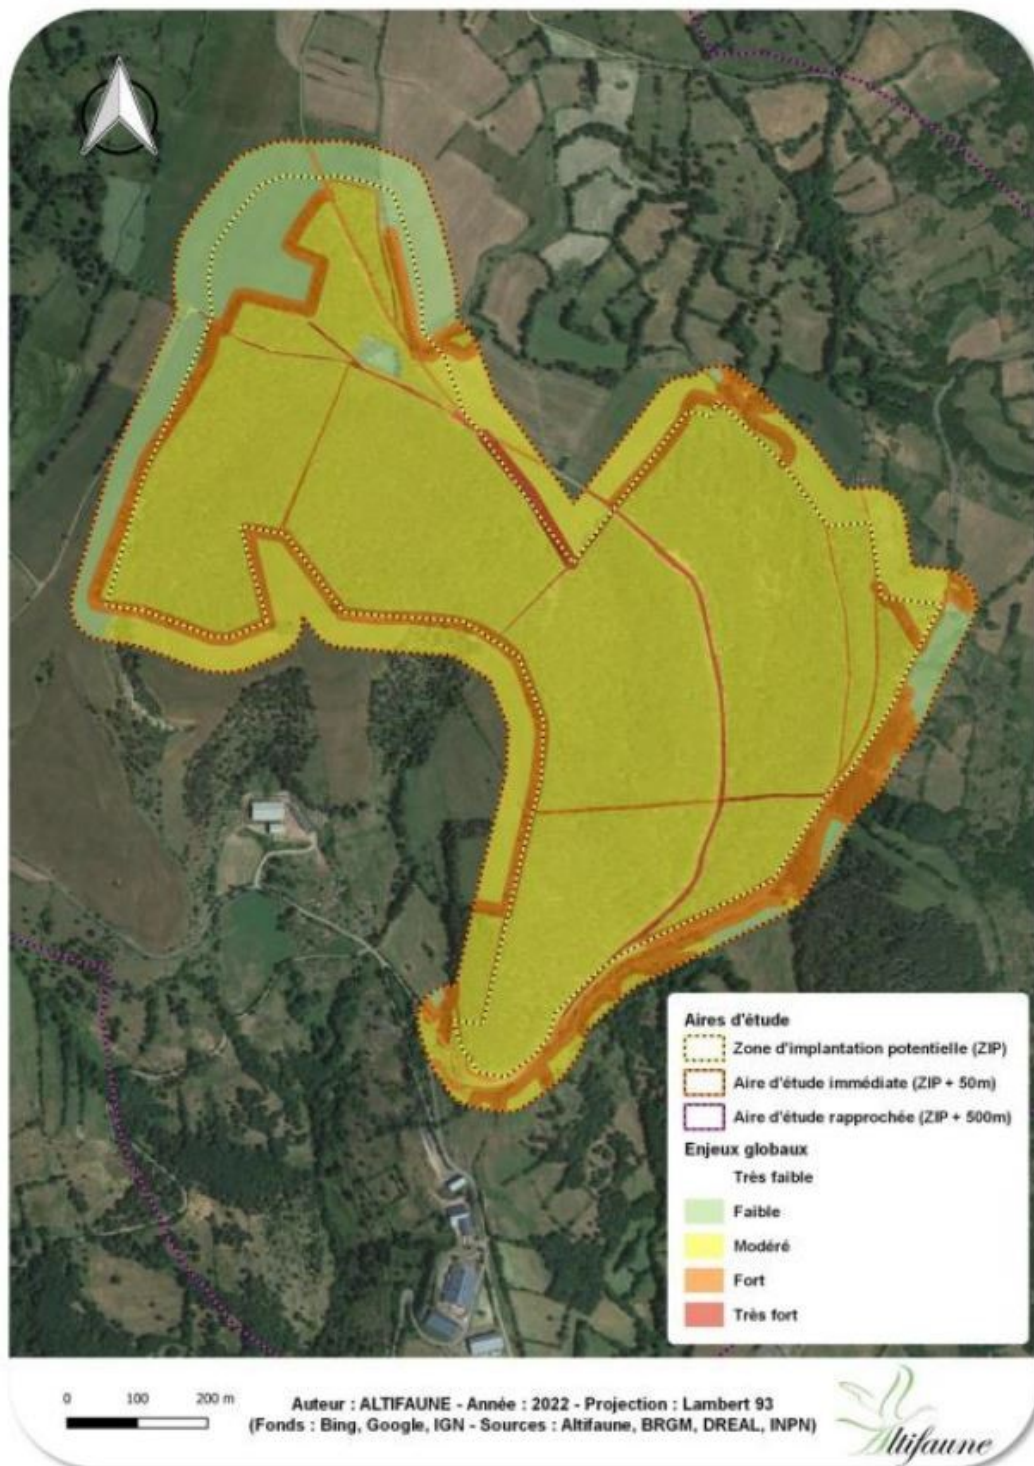 Aires d'étude
Zone d'implantation potentielle (ZIP)
Aire d'étude immédiate (ZIP + 50m)
Aire d'étude rapprochée (ZIP + 500m)
Enjeux globaux
Très faible
Faible
Modéré
Fort
Très fort
0 100 200 m
Auteur : ALTIFAUNE - Année : 2022 - Projection : Lambert 93
(Fonds : Bing, Google, IGN - Sources : Altifaune, BRGM, DREAL, INPN)
Altifaune